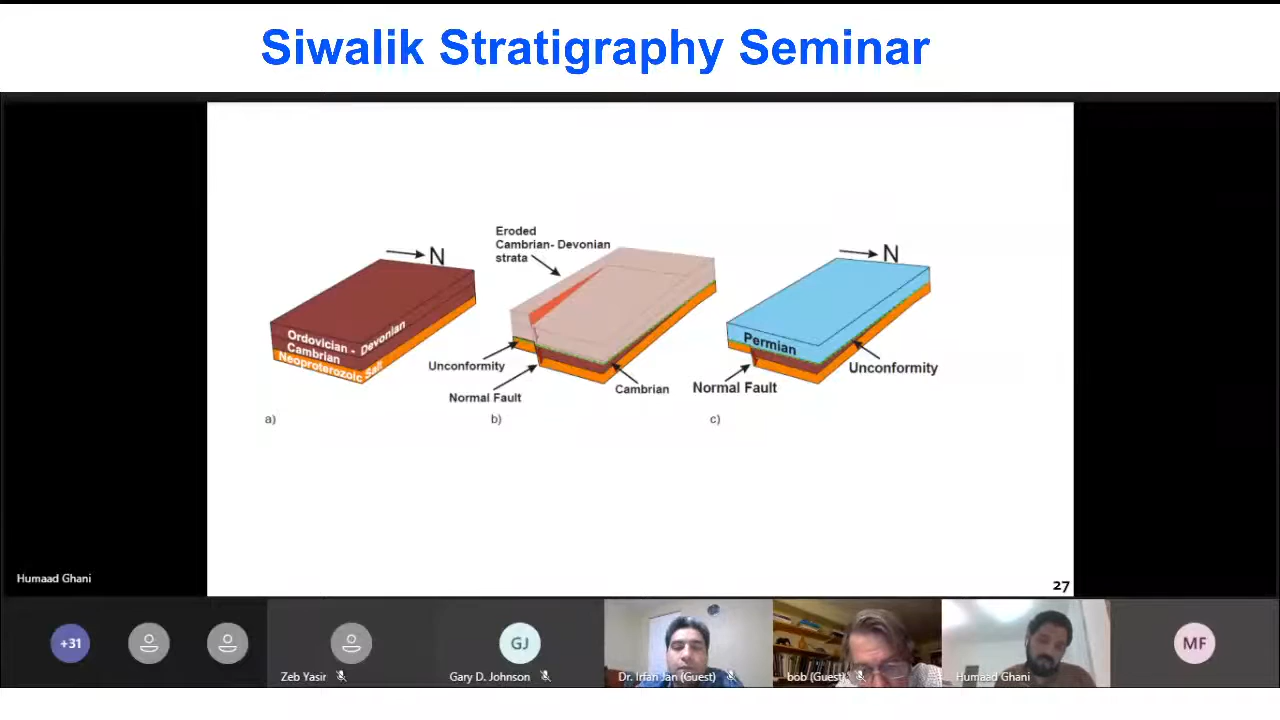 Siwalik Stratigraphy Seminar
N
Ordovician - Devonian
Cambrian
Neoproterozoic Salt
a)
Eroded
Cambrian- Devonian
strata
Unconformity
Normal Fault
Cambrian
b)
N
Permian
Normal Fault
Unconformity
c)
27
Humaad Ghani
+31
Zeb Yasir
GJ
Gary D. Johnson
Dr. Irfan Jan (Guest)
bob (Guest)
Humaad Ghani
MF